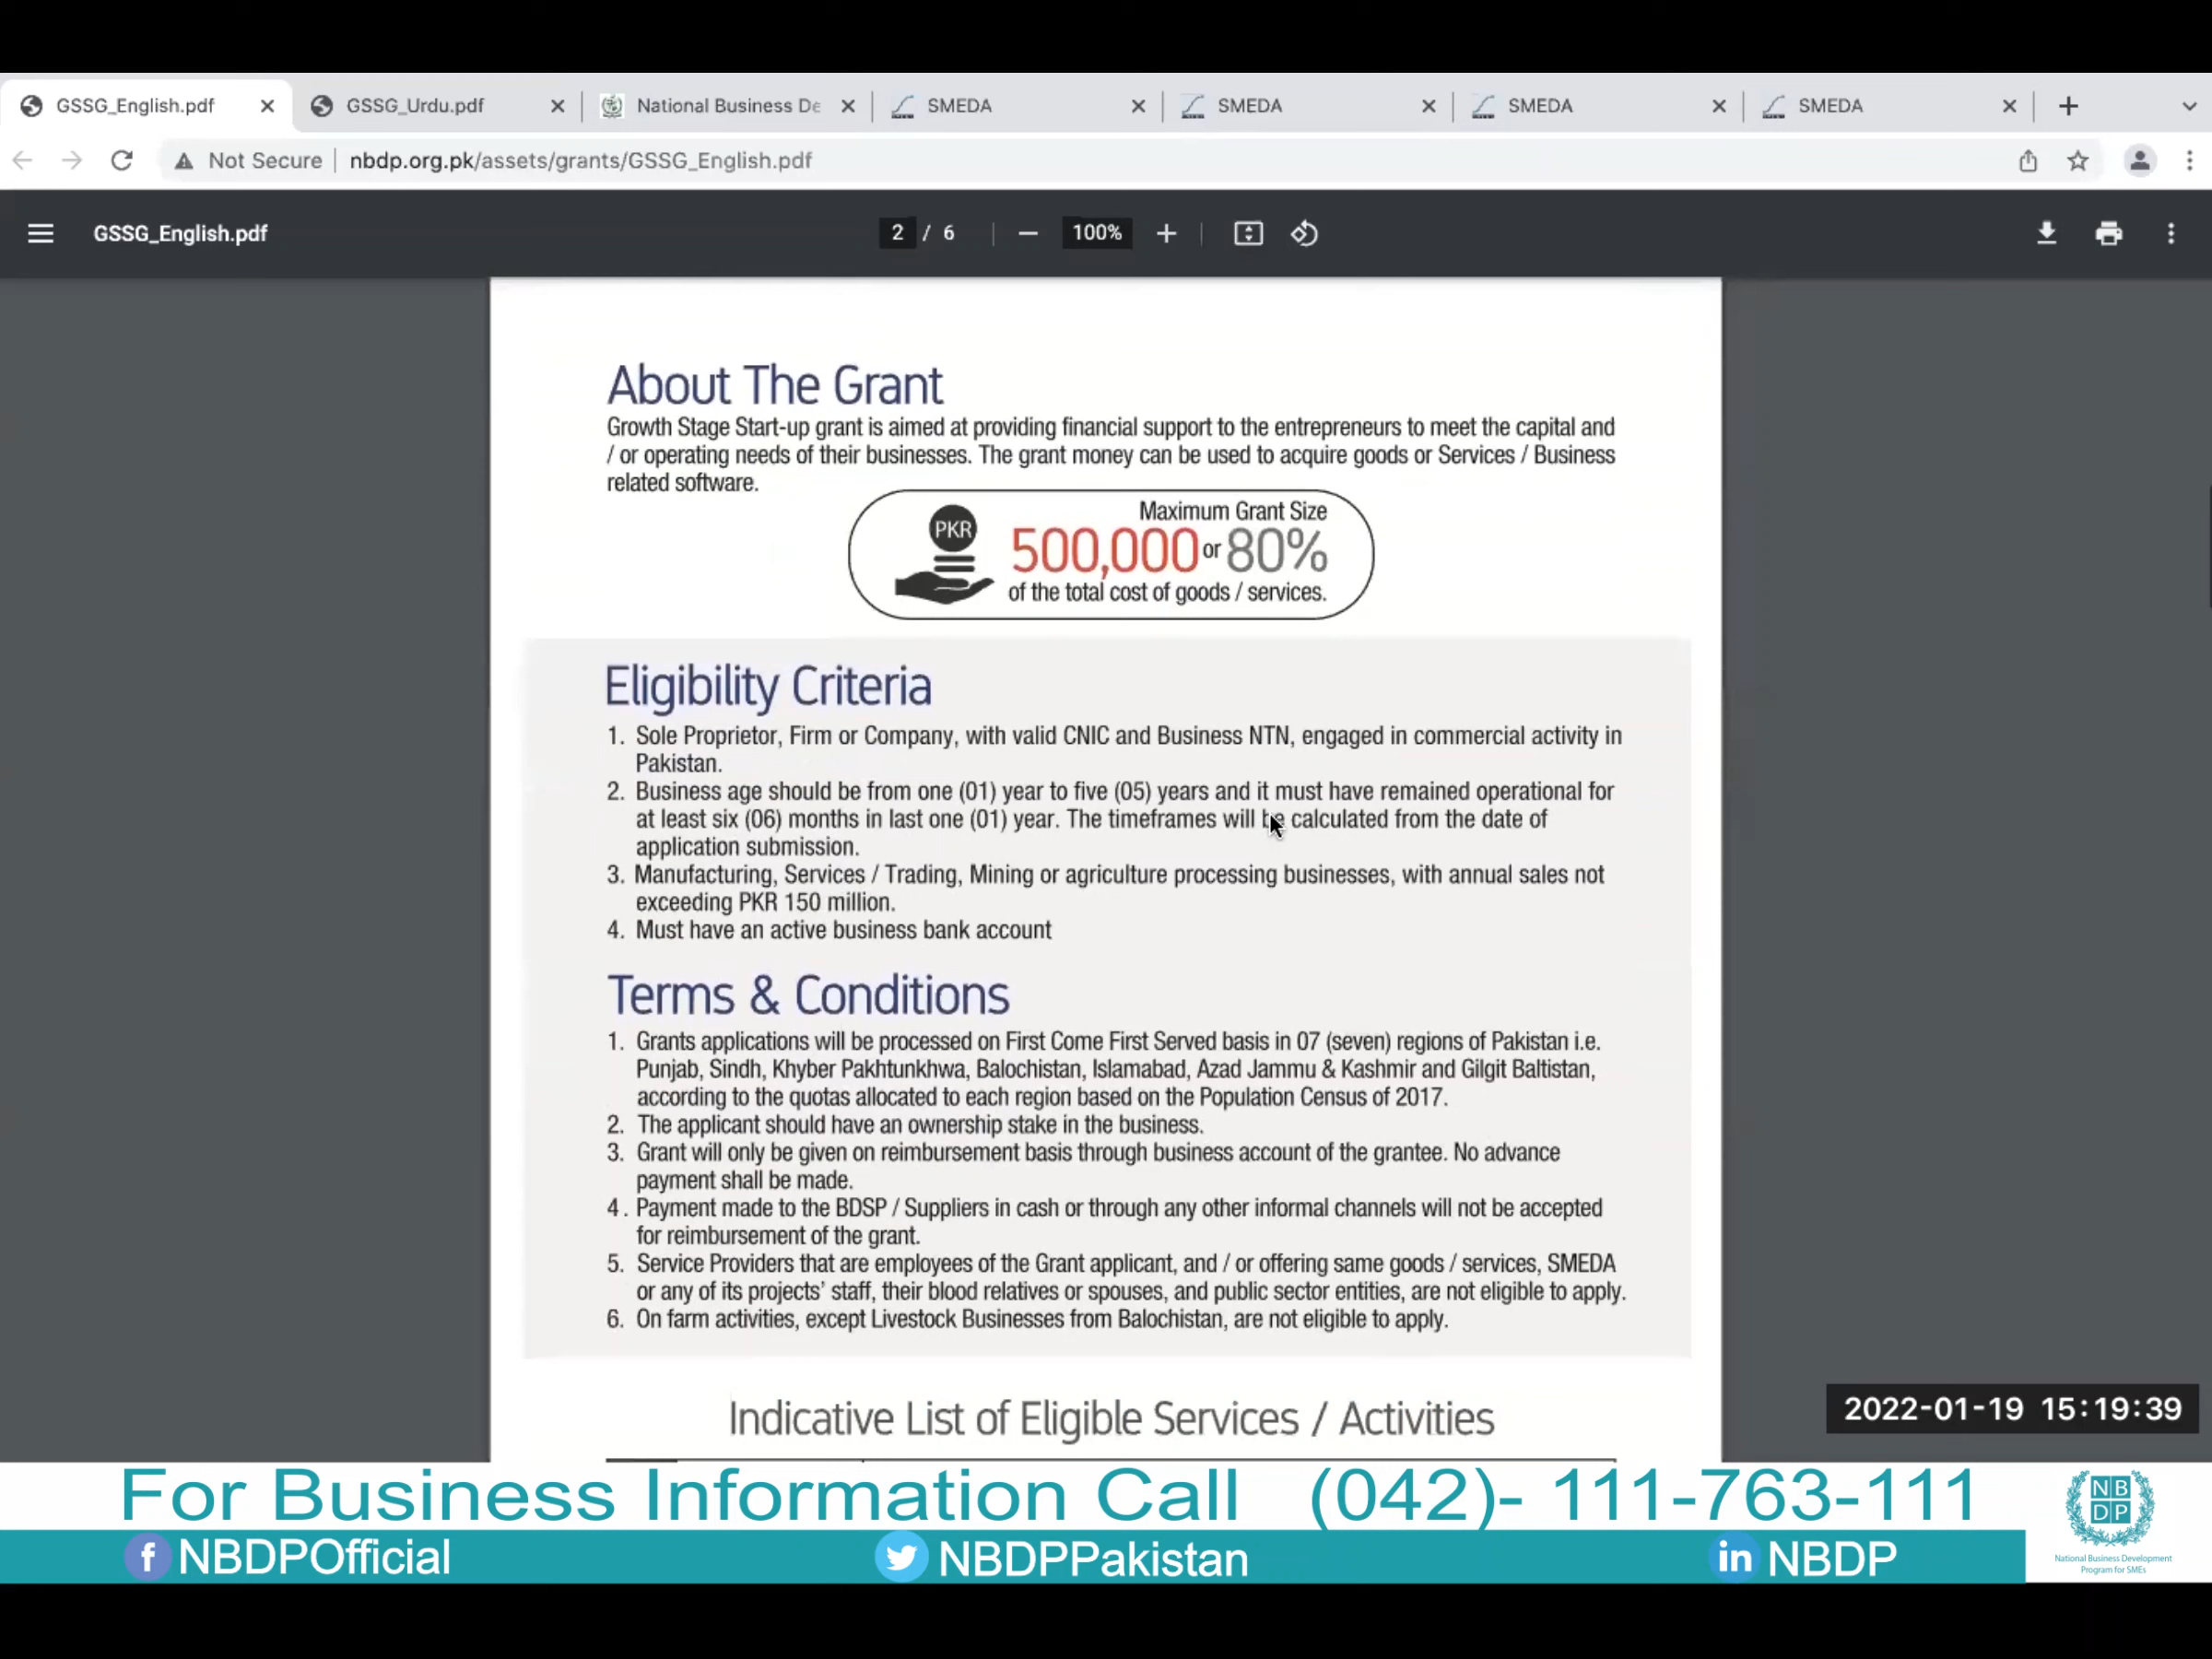 GSSG_English.pdf
GSSG_Urdu.pdf
National Business De
SMEDA
SMEDA
SMEDA
SMEDA
Not Secure
nbdp.org.pk/assets/grants/GSSG_English.pdf
GSSG_English.pdf
2 / 6
100%
About The Grant
Growth Stage Start-up grant is aimed at providing financial support to the entrepreneurs to meet the capital and
/ or operating needs of their businesses. The grant money can be used to acquire goods or Services / Business
related software.
PKR
Maximum Grant Size
500,000 or 80%
of the total cost of goods / services.
Eligibility Criteria
1. Sole Proprietor, Firm or Company, with valid CNIC and Business NTN, engaged in commercial activity in
Pakistan.
2. Business age should be from one (01) year to five (05) years and it must have remained operational for
at least six (06) months in last one (01) year. The timeframes will be calculated from the date of
application submission.
3. Manufacturing, Services / Trading, Mining or agriculture processing businesses, with annual sales not
exceeding PKR 150 million.
4. Must have an active business bank account
Terms & Conditions
1. Grants applications will be processed on First Come First Served basis in 07 (seven) regions of Pakistan i.e.
Punjab, Sindh, Khyber Pakhtunkhwa, Balochistan, Islamabad, Azad Jammu & Kashmir and Gilgit Baltistan,
according to the quotas allocated to each region based on the Population Census of 2017.
2. The applicant should have an ownership stake in the business.
3. Grant will only be given on reimbursement basis through business account of the grantee. No advance
payment shall be made.
4. Payment made to the BDSP / Suppliers in cash or through any other informal channels will not be accepted
for reimbursement of the grant.
5. Service Providers that are employees of the Grant applicant, and / or offering same goods / services, SMEDA
or any of its projects' staff, their blood relatives or spouses, and public sector entities, are not eligible to apply.
6. On farm activities, except Livestock Businesses from Balochistan, are not eligible to apply.
Indicative List of Eligible Services / Activities
2022-01-19 15:19:39
For Business Information Call (042)- 111-763-111
NBDPOfficial
NBDPPakistan
in NBDP
NB
DP
National Business Development
Program for SMEs